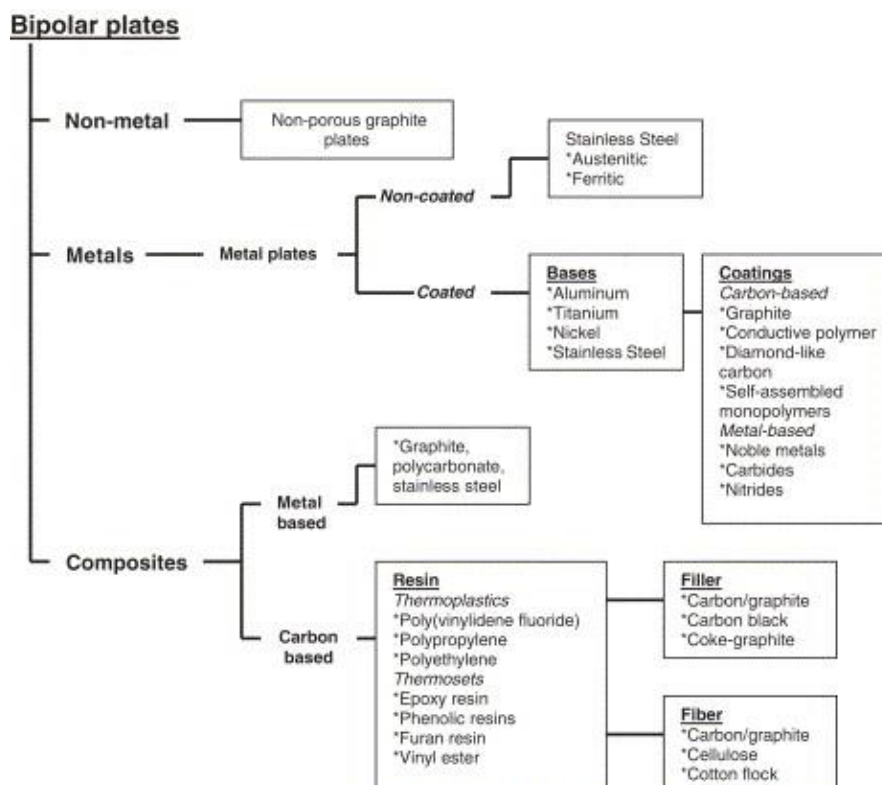 Bipolar plates
Non-metal
Non-porous graphite
plates
Metals
Metal plates
Non-coated
Stainless Steel
*Austenitic
*Ferritic
Coated
Bases
*Aluminum
*Titanium
*Nickel
*Stainless Steel
Coatings
Carbon-based
*Graphite
*Conductive polymer
*Diamond-like
carbon
*Self-assembled
monopolymers
Metal-based
*Noble metals
*Carbides
*Nitrides
Composites
Metal
based
*Graphite,
polycarbonate,
stainless steel
Carbon
based
Resin
Thermoplastics
*Poly(vinylidene fluoride)
*Polypropylene
*Polyethylene
Thermosets
*Epoxy resin
*Phenolic resins
*Furan resin
*Vinyl ester
Filler
*Carbon/graphite
*Carbon black
*Coke-graphite
Fiber
*Carbon/graphite
*Cellulose
*Cotton flock